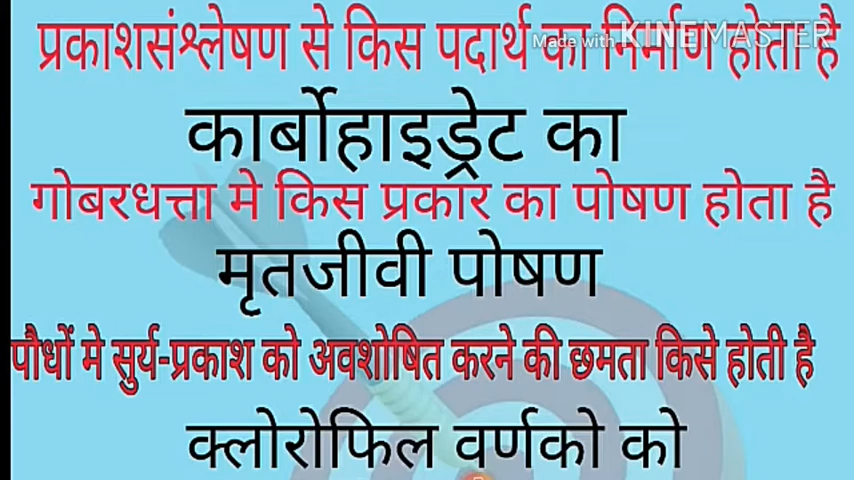 प्रकाशसंश्लेषण से किस पदार्थ का निर्माण होता है
Made with KINEMASTER
कार्बोहाइड्रेट का
गोबरधत्ता मे किस प्रकार का पोषण होता है
मृतजीवी पोषण
पौधों मे सुर्य-प्रकाश को अवशोषित करने की छमता किसे होती है
क्लोरोफिल वर्णको को